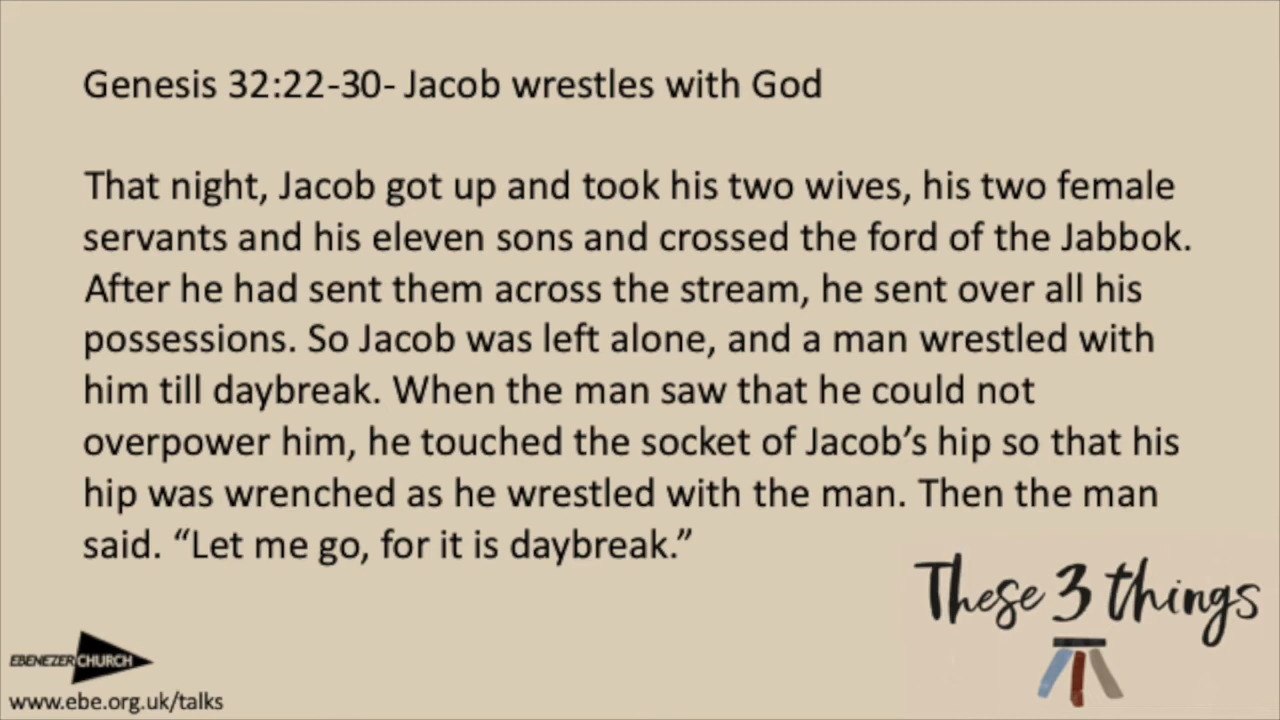 Genesis 32:22-30- Jacob wrestles with God
That night, Jacob got up and took his two wives, his two female
servants and his eleven sons and crossed the ford of the Jabbok.
After he had sent them across the stream, he sent over all his
possessions. So Jacob was left alone, and a man wrestled with
him till daybreak. When the man saw that he could not
overpower him, he touched the socket of Jacob’s hip so that his
hip was wrenched as he wrestled with the man. Then the man
said. “Let me go, for it is daybreak.”
These 3 things
EBENEZER CHURCH
www.ebe.org.uk/talks